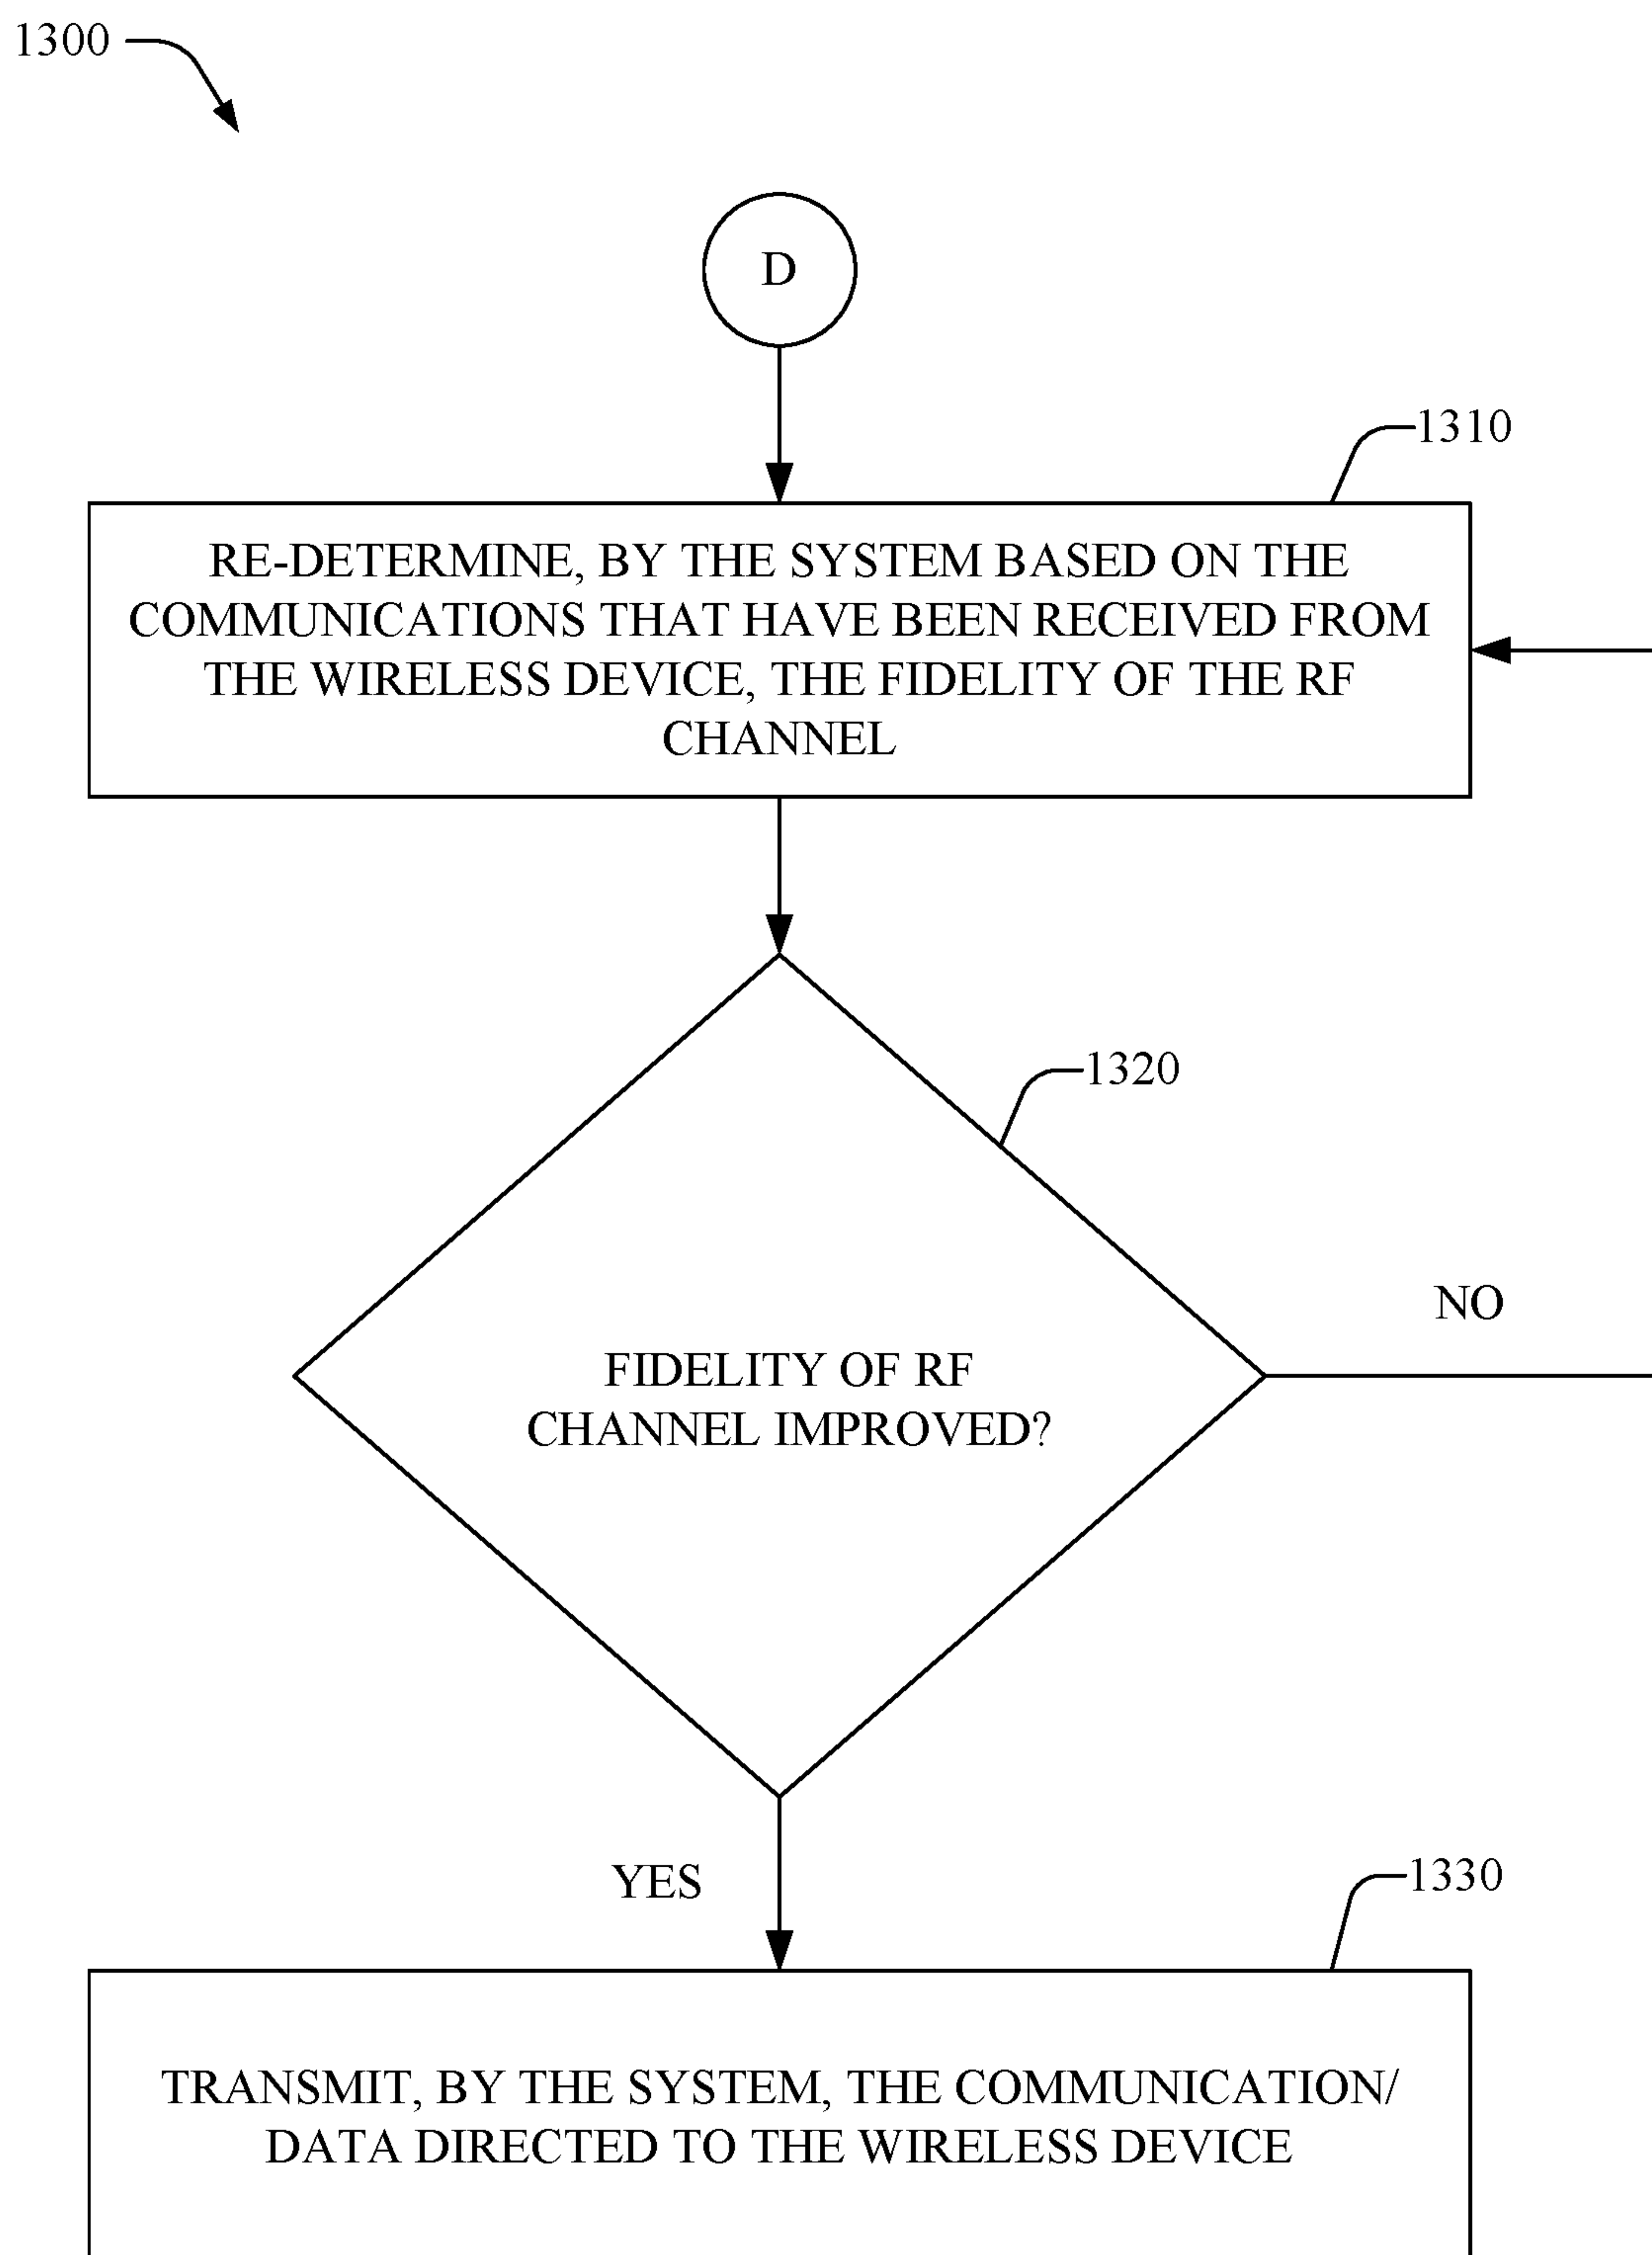 1300
D
1310
RE-DETERMINE, BY THE SYSTEM BASED ON THE
COMMUNICATIONS THAT HAVE BEEN RECEIVED FROM
THE WIRELESS DEVICE, THE FIDELITY OF THE RF
CHANNEL
1320
NO
FIDELITY OF RF
CHANNEL IMPROVED?
YES
1330
TRANSMIT, BY THE SYSTEM, THE COMMUNICATION/
DATA DIRECTED TO THE WIRELESS DEVICE